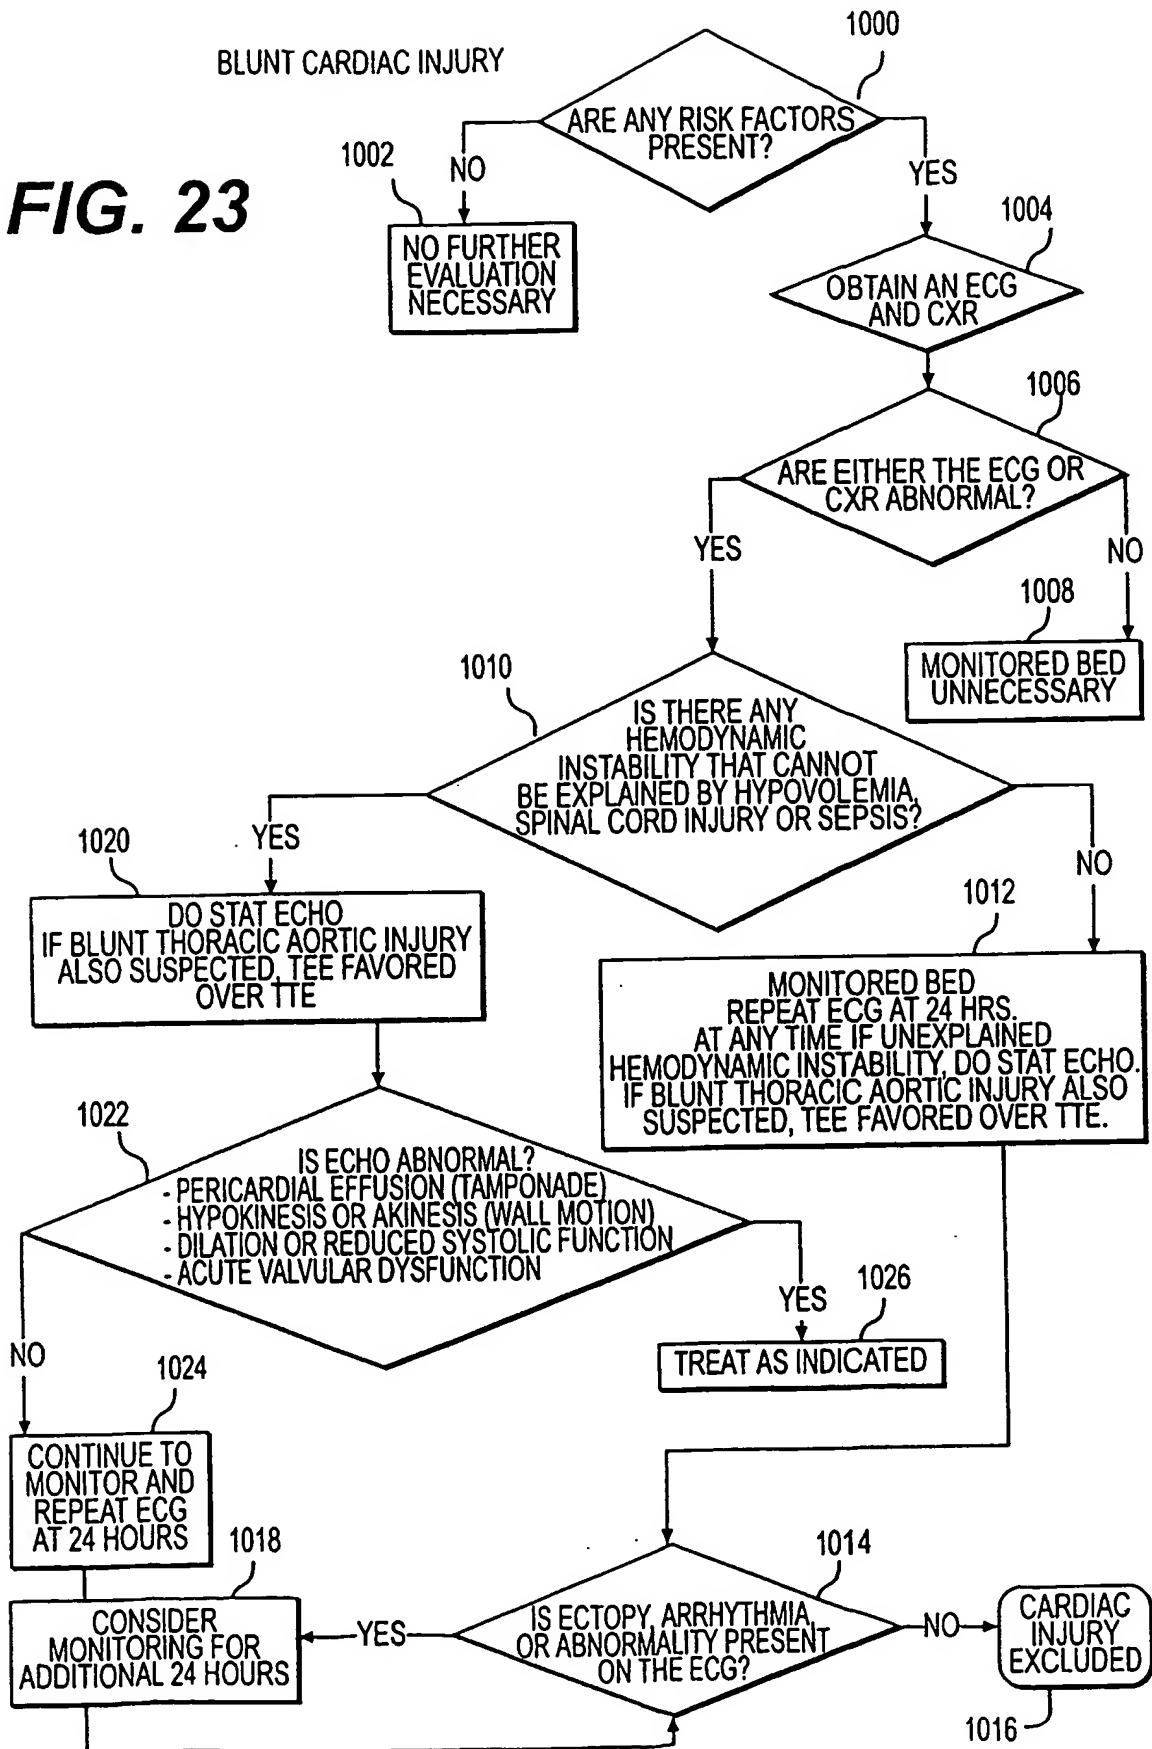 BLUNT CARDIAC INJURY
1000
ARE ANY RISK FACTORS
PRESENT?
FIG. 23
1002
NO
YES
NO FURTHER
EVALUATION
NECESSARY
1004
OBTAIN AN ECG
AND CXR
1006
ARE EITHER THE ECG OR
CXR ABNORMAL?
YES
NO
1008
MONITORED BED
UNNECESSARY
1010
IS THERE ANY
HEMODYNAMIC
INSTABILITY THAT CANNOT
BE EXPLAINED BY HYPOVOLEMIA,
SPINAL CORD INJURY OR SEPSIS?
YES
NO
1020
DO STAT ECHO
IF BLUNT THORACIC AORTIC INJURY
ALSO SUSPECTED, TEE FAVORED
OVER TTE
1012
MONITORED BED
REPEAT ECG AT 24 HRS.
AT ANY TIME IF UNEXPLAINED
HEMODYNAMIC INSTABILITY, DO STAT ECHO.
IF BLUNT THORACIC AORTIC INJURY ALSO
SUSPECTED, TEE FAVORED OVER TTE.
1022
IS ECHO ABNORMAL?
- PERICARDIAL EFFUSION (TAMPONADE)
- HYPOKINESIS OR AKINESIS (WALL MOTION)
- DILATION OR REDUCED SYSTOLIC FUNCTION
- ACUTE VALVULAR DYSFUNCTION
NO
YES
1026
TREAT AS INDICATED
1024
CONTINUE TO
MONITOR AND
REPEAT ECG
AT 24 HOURS
1018
CONSIDER
MONITORING FOR
ADDITIONAL 24 HOURS
YES
1014
IS ECTOPY, ARRHYTHMIA,
OR ABNORMALITY PRESENT
ON THE ECG?
NO
CARDIAC
INJURY
EXCLUDED
1016